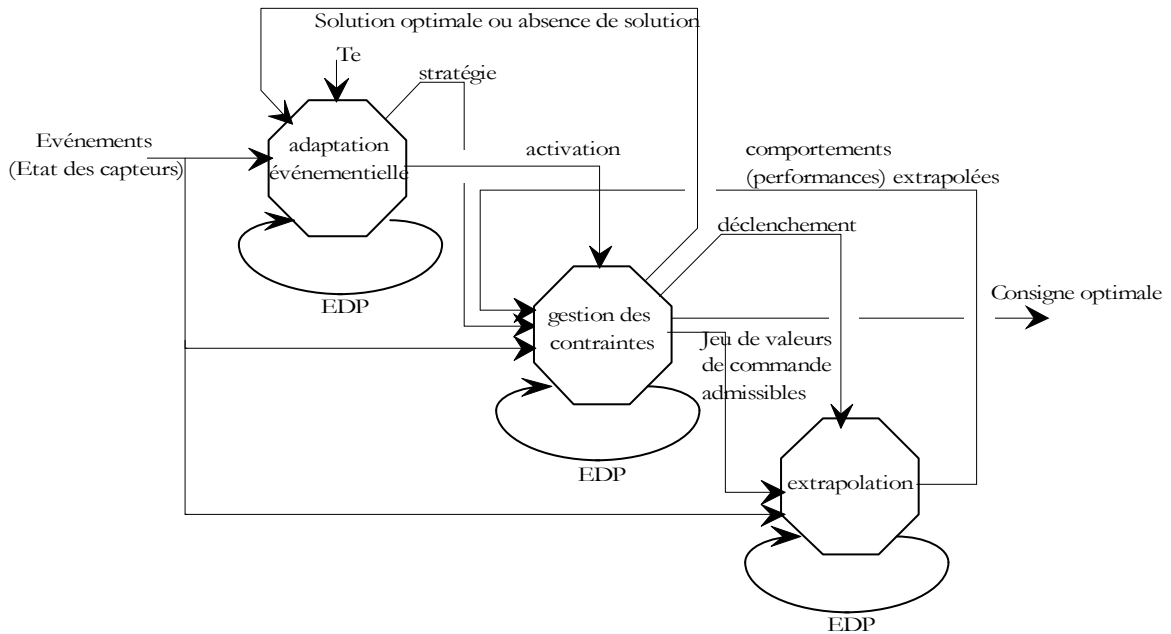 Solution optimale ou absence de solution
Te
stratégie
Evénements
(Etat des capteurs)
adaptation
événementielle
activation
comportements
(performances) extrapolées
déclenchement
EDP
Consigne optimale
gestion des
contraintes
Jeu de valeurs
de commande
admissibles
EDP
extrapolation
EDP